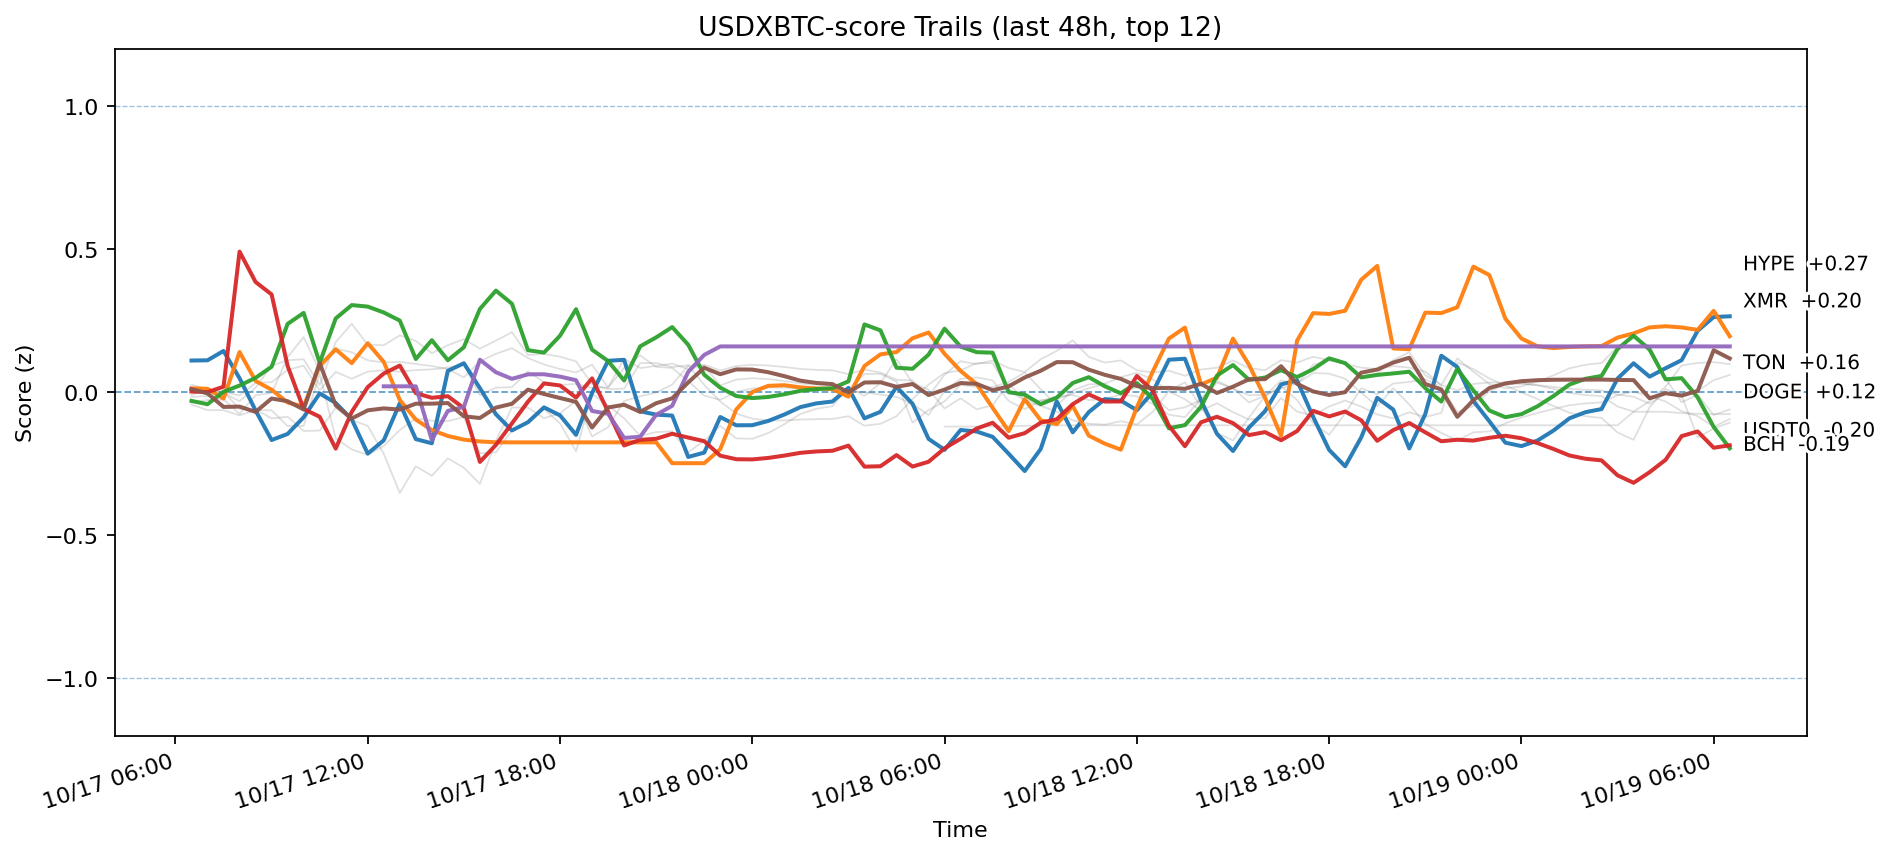 USDXBTC-score Trails (last 48h, top 12)
1.0
0.5
0.0
−0.5
−1.0
Score (z)
HYPE +0.27
XMR +0.20
TON +0.16
DOGE +0.12
USDT0 -0.20
BCH -0.19
10/17 06:00
10/17 12:00
10/17 18:00
10/18 00:00
10/18 06:00
10/18 12:00
10/18 18:00
10/19 00:00
10/19 06:00
Time